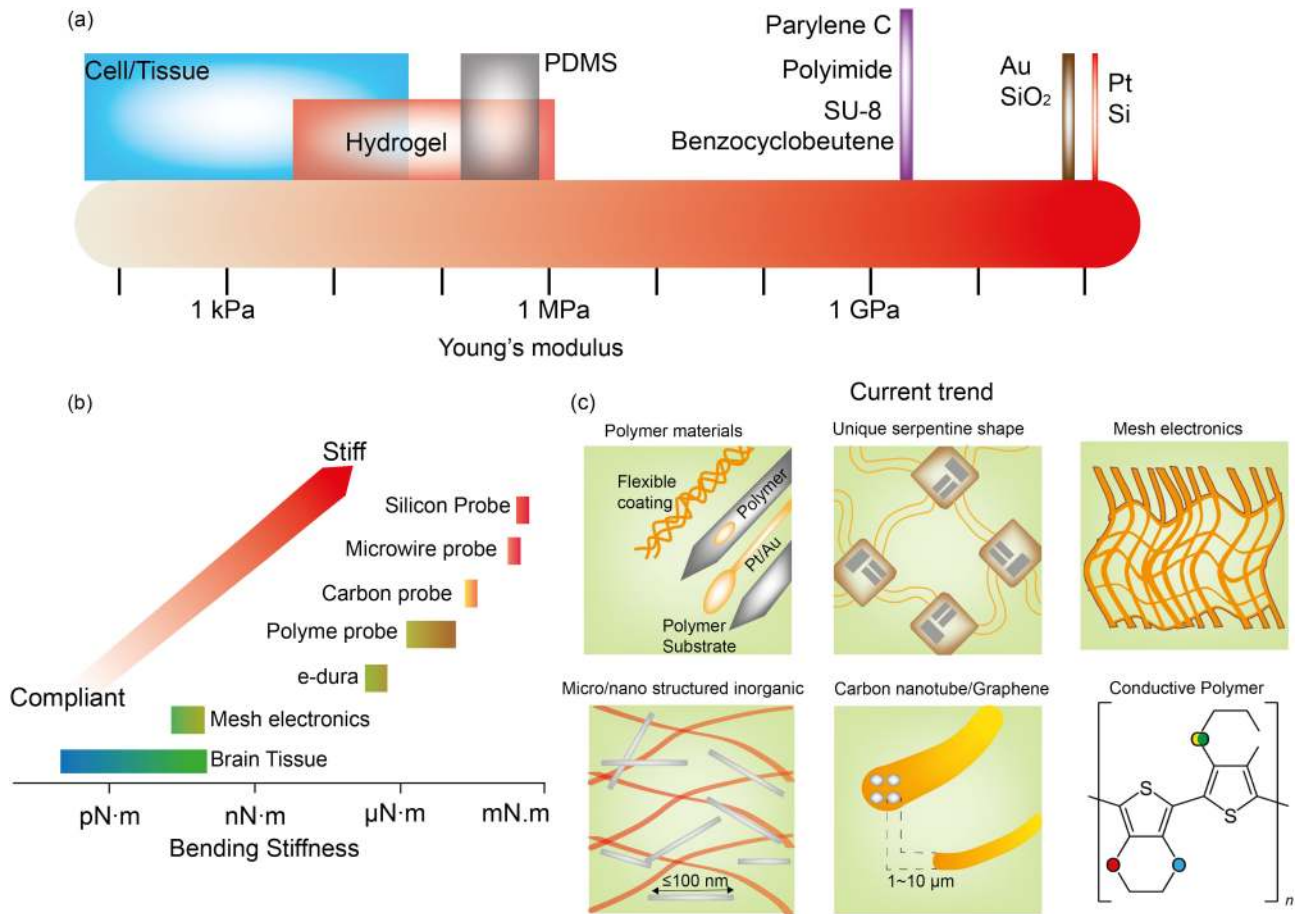 (a)
Cell/Tissue
Hydrogel
PDMS
Parylene C
Polyimide
SU-8
Benzocyclobeutene
Au
SiO₂
Pt
Si
1 kPa
1 MPa
1 GPa
Young's modulus
(b)
Stiff
Compliant
Silicon Probe
Microwire probe
Carbon probe
Polyme probe
e-dura
Mesh electronics
Brain Tissue
pN·m
nN·m
µN·m
mN.m
Bending Stiffness
(c)
Current trend
Polymer materials
Flexible
coating
Polymer
Pt/Au
Polymer
Substrate
Unique serpentine shape
Mesh electronics
Micro/nano structured inorganic
≤100 nm
Carbon nanotube/Graphene
1~10 µm
Conductive Polymer
S
S
n